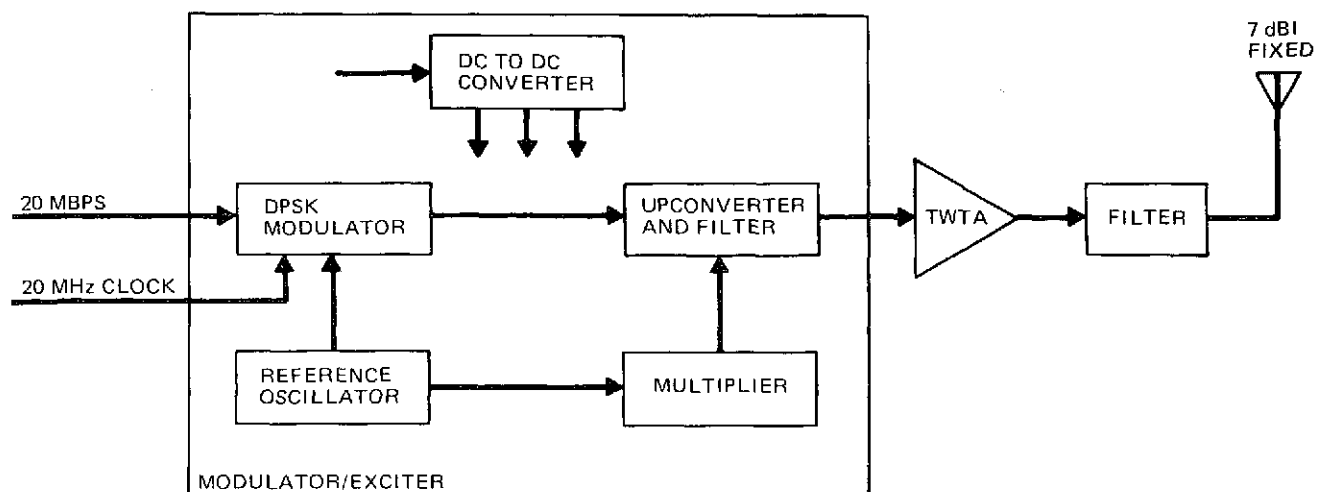 7 dBI
FIXED
DC TO DC
CONVERTER
20 MBPS
DPSK
MODULATOR
UPCONVERTER
AND FILTER
TWTA
FILTER
20 MHz CLOCK
REFERENCE
OSCILLATOR
MULTIPLIER
MODULATOR/EXCITER